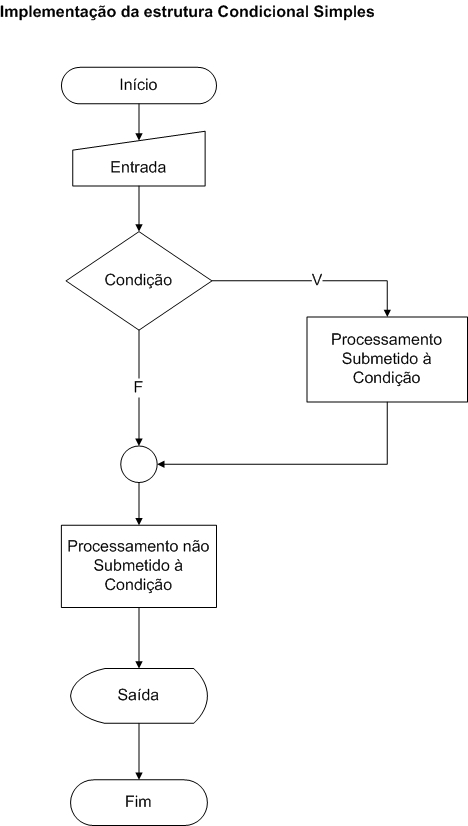 Implementação da estrutura Condicional Simples
Início
Entrada
Condição
V
Processamento
Submetido à
Condição
F
Processamento não
Submetido à
Condição
Saída
Fim